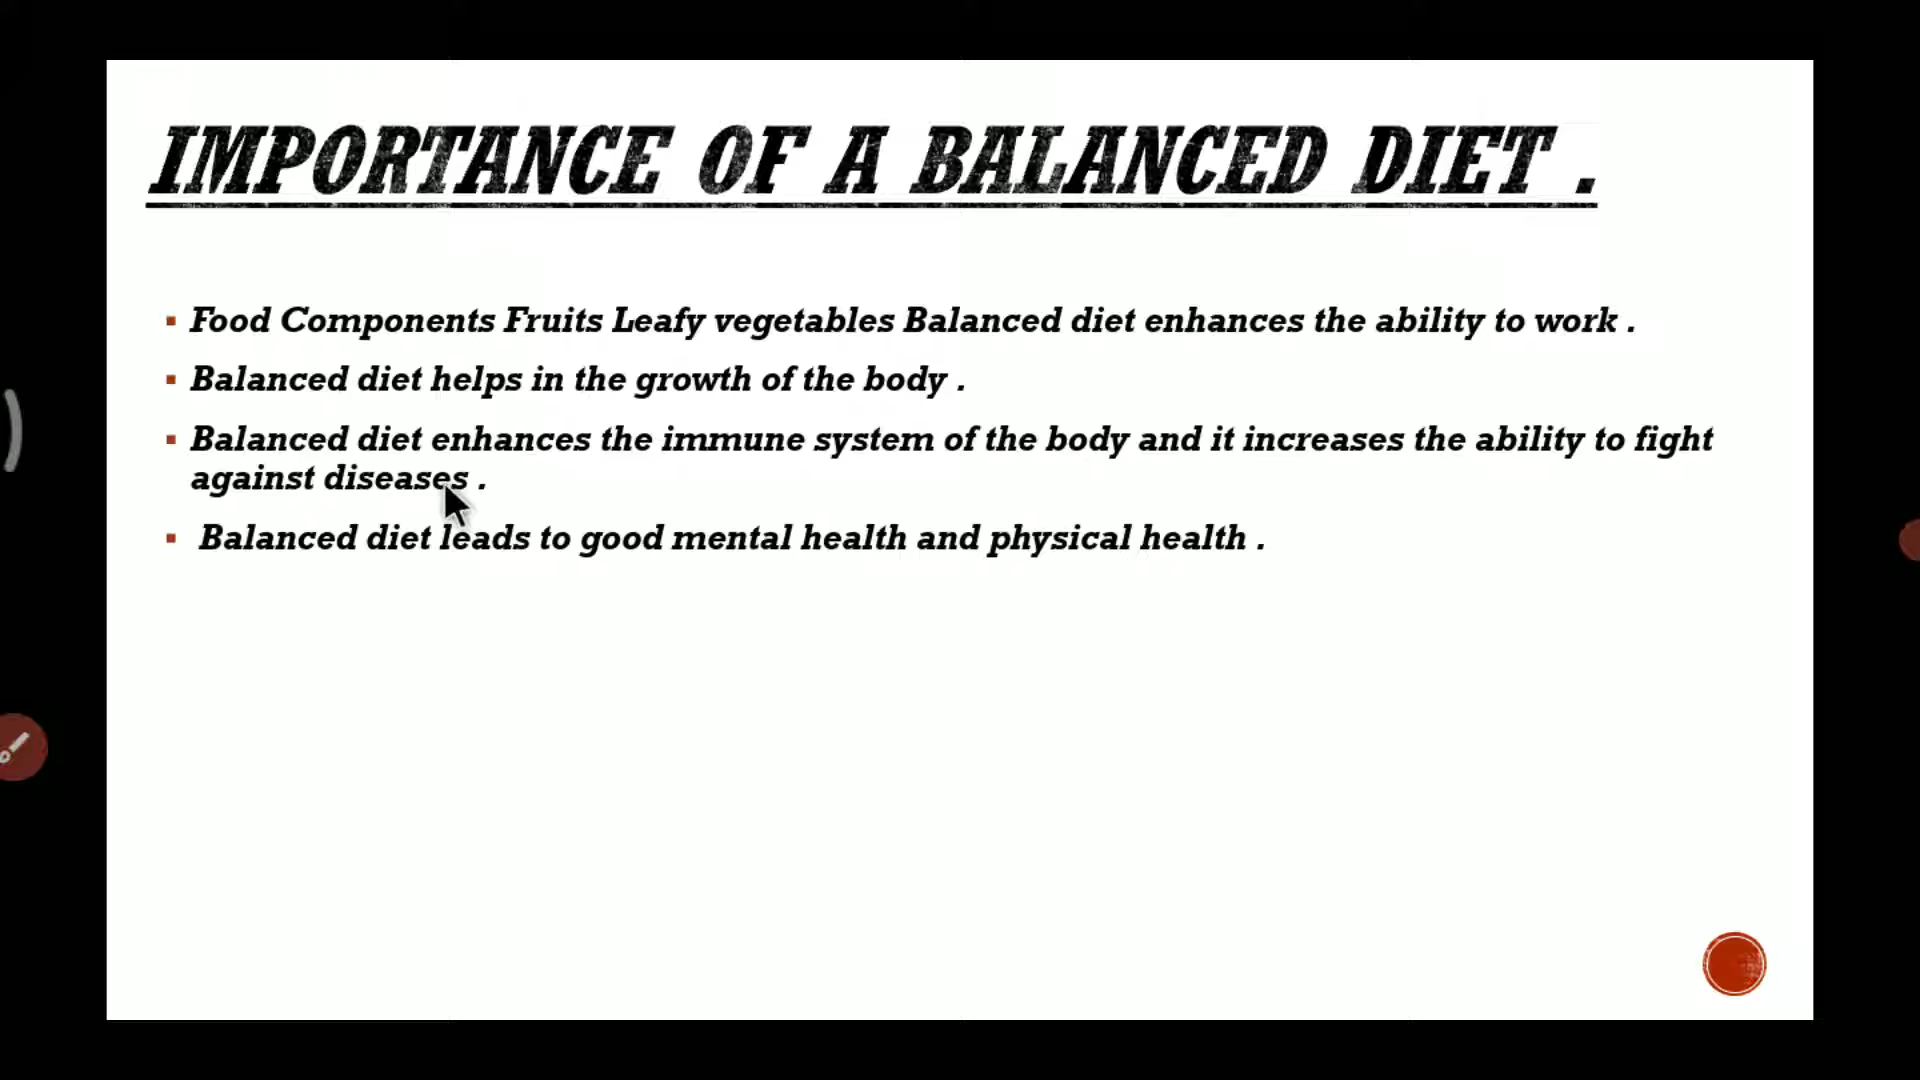 IMPORTANCE OF A BALANCED DIET .
▪ Food Components Fruits Leafy vegetables Balanced diet enhances the ability to work .
▪ Balanced diet helps in the growth of the body .
▪ Balanced diet enhances the immune system of the body and it increases the ability to fight
against diseases .
▪ Balanced diet leads to good mental health and physical health .